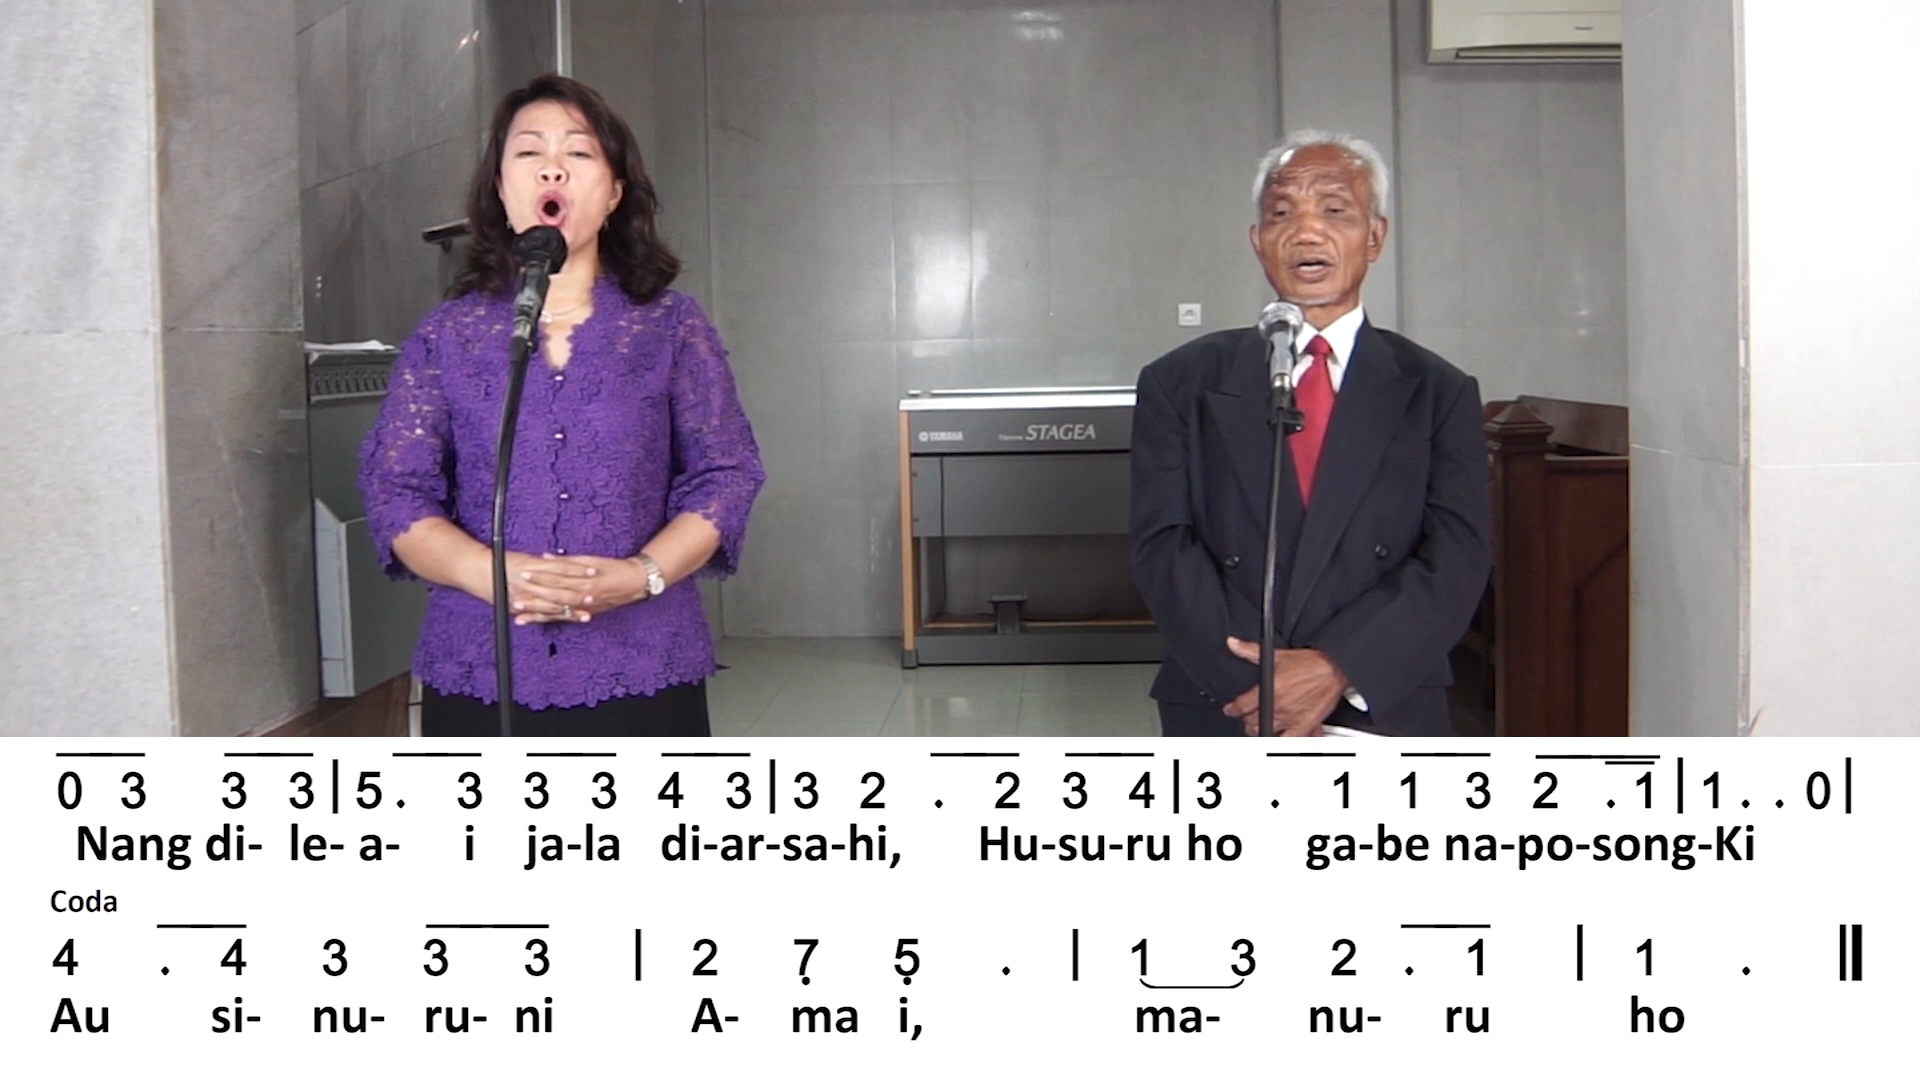 YAMAHA Electone STAGEA
0 3 3 3 | 5 . 3 3 3 4 3 | 3 2 . 2 3 4 | 3 . 1 1 3 2 . 1 | 1 . . 0 |
Nang di- le- a- i ja-la di-ar-sa-hi, Hu-su-ru ho ga-be na-po-song-Ki
Coda
4 . 4 3 3 3 | 2 7̣ 5̣ . | 1 3 2 . 1 | 1 . ||
Au si- nu- ru- ni A- ma i, ma- nu- ru ho